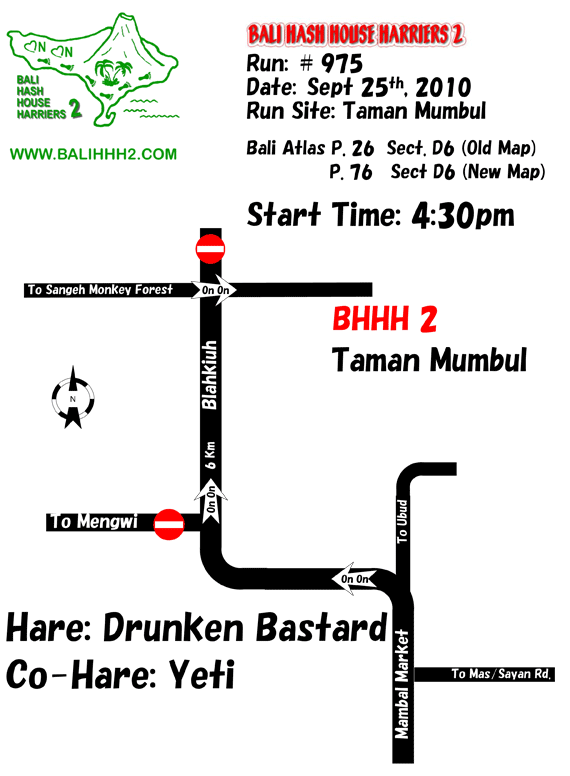 ON ON
BALI
HASH
HOUSE
HARRIERS 2
WWW.BALIHHH2.COM
BALI HASH HOUSE HARRIERS 2
Run: # 975
Date: Sept 25th, 2010
Run Site: Taman Mumbul
Bali Atlas P. 26 Sect. D6 (Old Map)
P. 76 Sect D6 (New Map)
Start Time: 4:30pm
To Sangeh Monkey Forest
On On
BHHH 2
Taman Mumbul
Blahkiuh
6 Km
N
On On
To Mengwi
To Ubud
On On
Hare: Drunken Bastard
Co-Hare: Yeti
Mambal Market
To Mas/Sayan Rd.